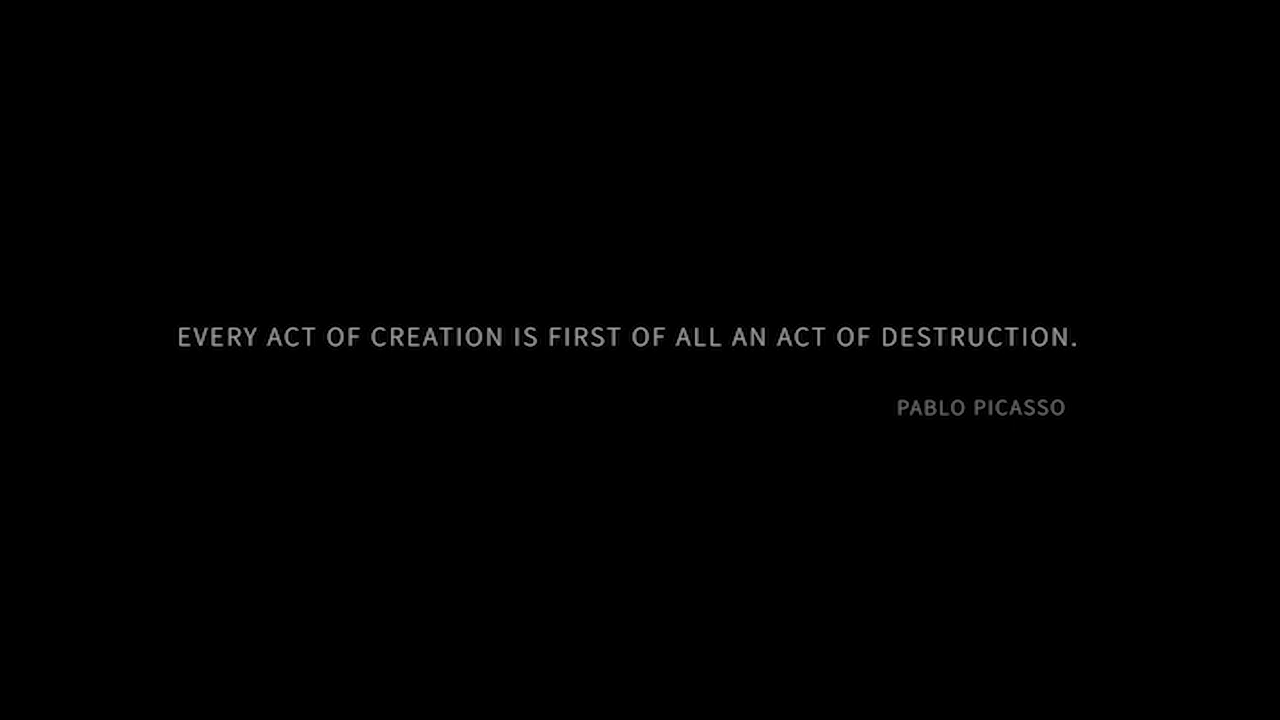 EVERY ACT OF CREATION IS FIRST OF ALL AN ACT OF DESTRUCTION.
PABLO PICASSO